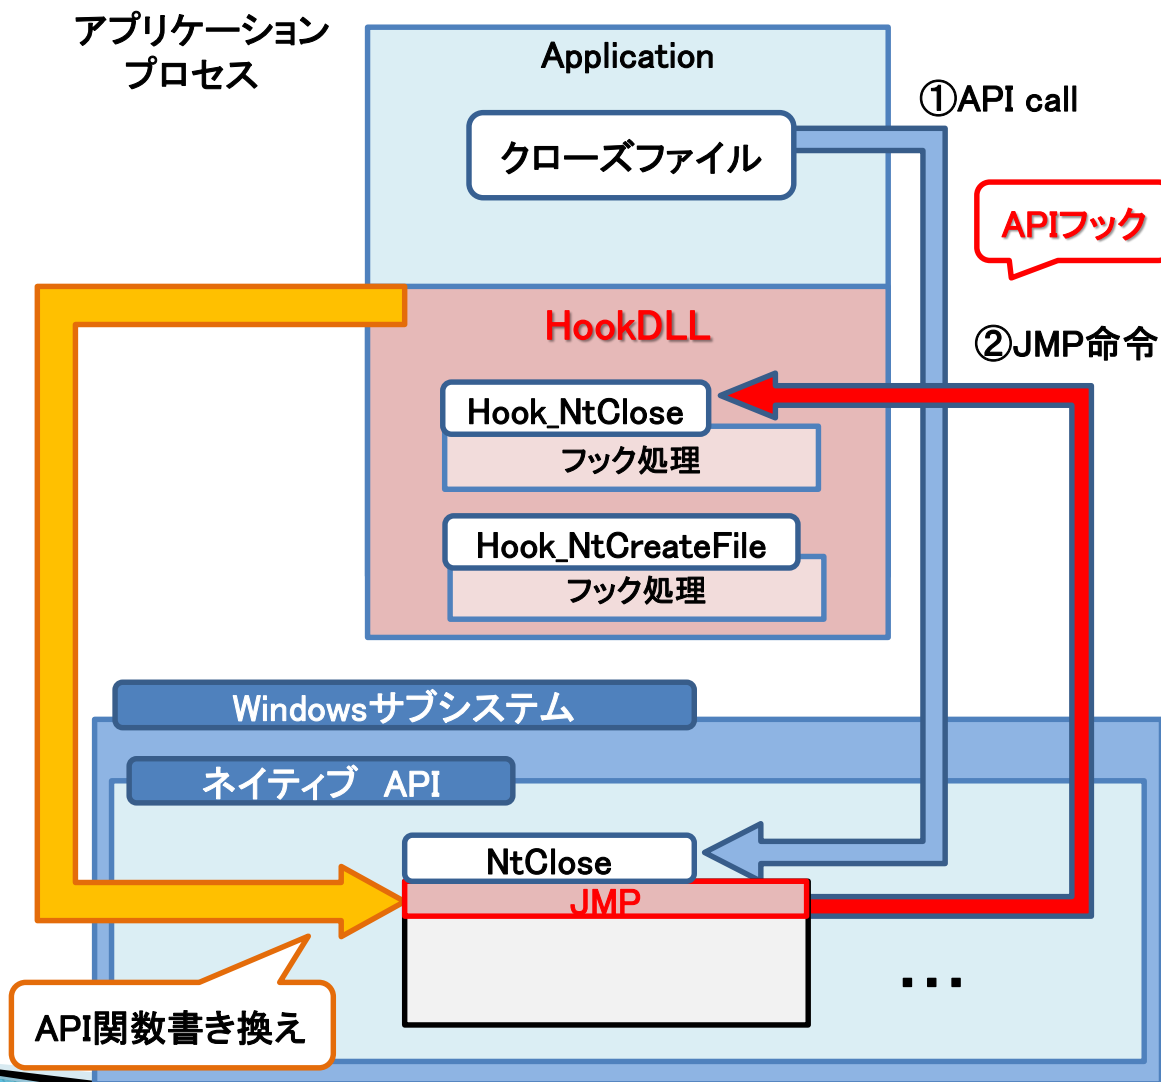 アプリケーション
プロセス
Application
①API call
クローズファイル
APIフック
HookDLL
②JMP命令
Hook_NtClose
フック処理
Hook_NtCreateFile
フック処理
Windowsサブシステム
ネイティブ API
NtClose
JMP
...
API関数書き換え